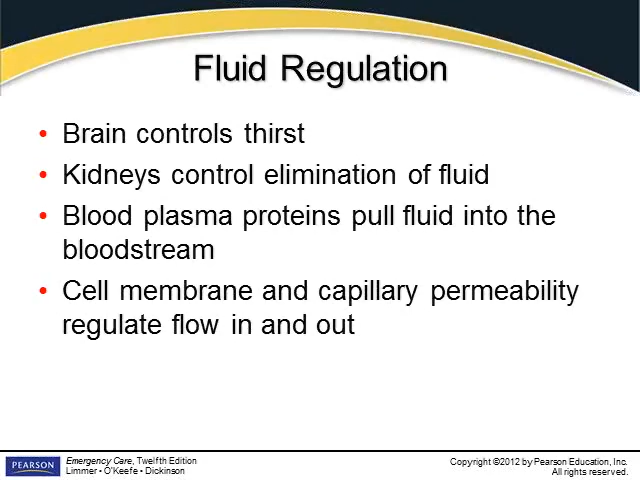 Fluid Regulation
• Brain controls thirst
• Kidneys control elimination of fluid
• Blood plasma proteins pull fluid into the
bloodstream
• Cell membrane and capillary permeability
regulate flow in and out
PEARSON
Emergency Care, Twelfth Edition
Limmer • O'Keefe • Dickinson
Copyright ©2012 by Pearson Education, Inc.
All rights reserved.